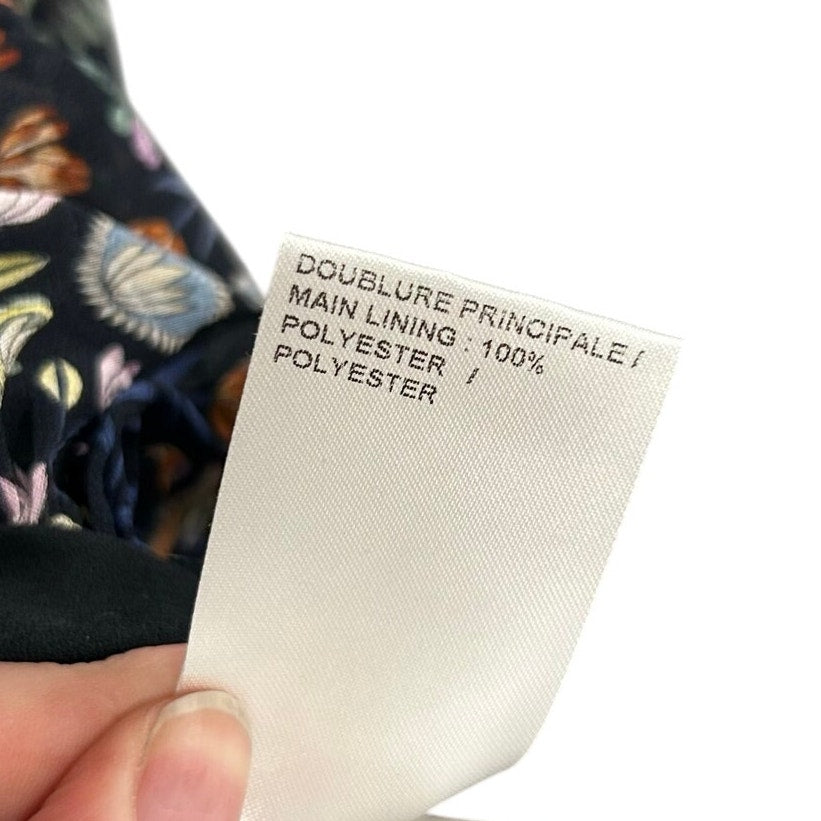 DOUBLURE PRINCIPALE /
MAIN LINING : 100%
POLYESTER /
POLYESTER